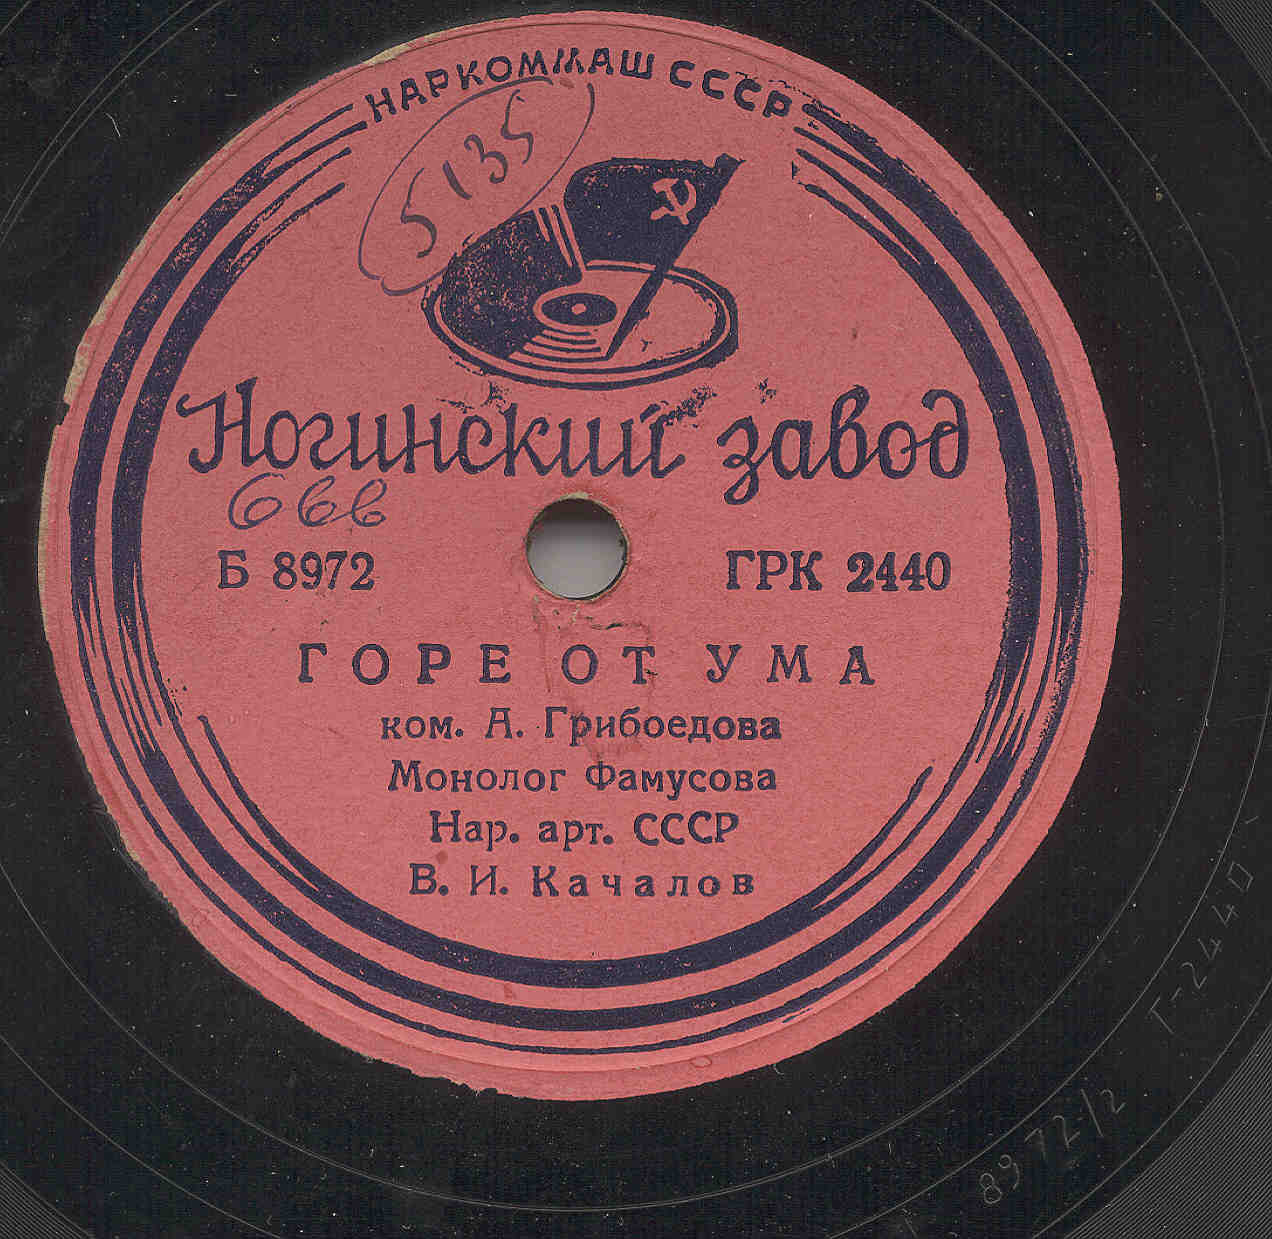 НАРКОММАШ СССР
5135
Ногинский завод
6вв
Б 8972
ГРК 2440
ГОРЕ ОТ УМА
ком. А. Грибоедова
Монолог Фамусова
Нар. арт. СССР
В. И. Качалов
Г-2440
8972/2